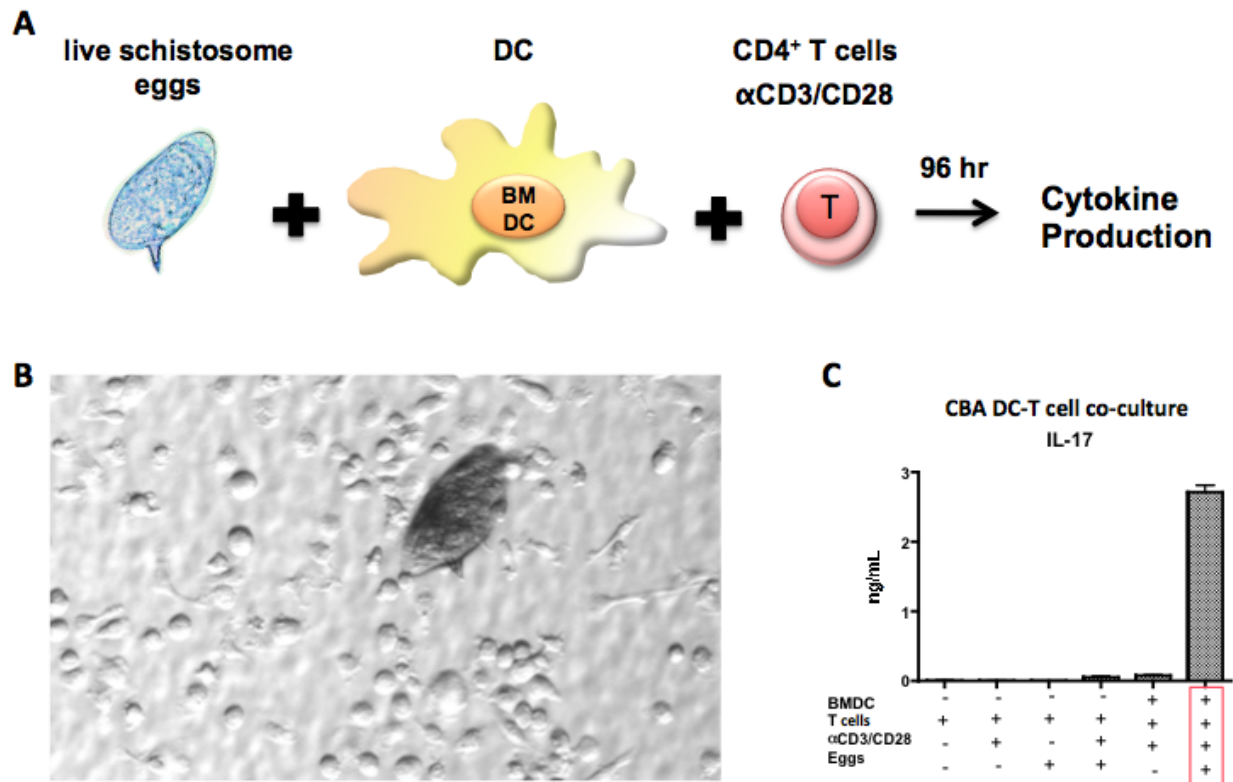 A
live schistosome
eggs
DC
CD4⁺ T cells
αCD3/CD28
BM
DC
T
96 hr
Cytokine
Production
B
C
CBA DC-T cell co-culture
IL-17
ng/mL
3
2
1
0
BMDC - - - - + +
T cells + + + + + +
αCD3/CD28 - + - + + +
Eggs - - + + - +